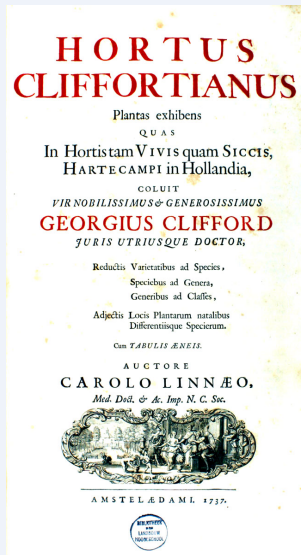 HORTUS
CLIFFORTIANUS
Plantas exhibens
QUAS
In Hortis tam VIVIS quam SICCIS,
HARTECAMPI in Hollandia,
COLUIT
VIR NOBILISSIMUS & GENEROSISSIMUS
GEORGIUS CLIFFORD
JURIS UTRIUSQUE DOCTOR,
Reductis Varietatibus ad Species,
Speciebus ad Genera,
Generibus ad Classes,
Adjectis Locis Plantarum natalibus
Differentiisque Specierum.
Cum TABULIS ÆNEIS.
AUCTORE
CAROLO LINNÆO,
Med. Doct. & Ac. Imp. N. C. Soc.
AMSTELÆDAMI. 1737.
BIBLIOTHEEK